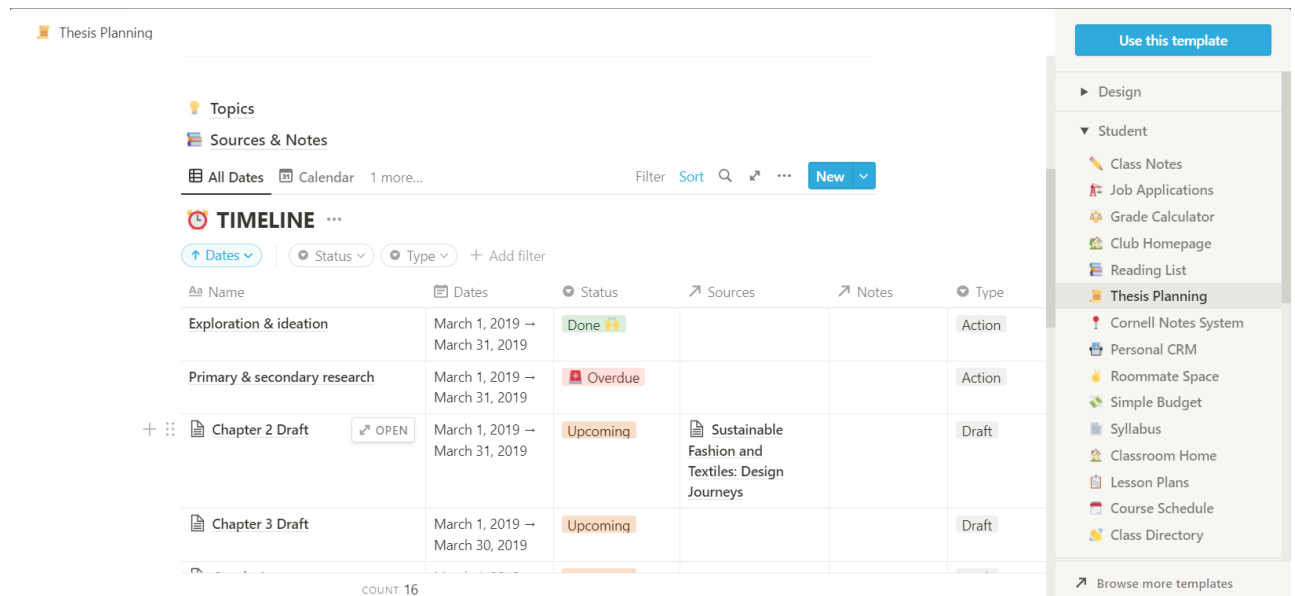 Thesis Planning
Topics
Sources & Notes
All Dates Calendar 1 more...
Filter Sort New
TIMELINE
Dates Status Type Add filter
Aa Name Dates Status Sources Notes Type
Exploration & ideation March 1, 2019 → Done Action
March 31, 2019
Primary & secondary research March 1, 2019 → Overdue Action
March 31, 2019
Chapter 2 Draft OPEN March 1, 2019 → Upcoming Sustainable Draft
March 31, 2019 Fashion and
Textiles: Design
Journeys
Chapter 3 Draft March 1, 2019 → Upcoming Draft
March 30, 2019
COUNT 16
Use this template
Design
Student
Class Notes
Job Applications
Grade Calculator
Club Homepage
Reading List
Thesis Planning
Cornell Notes System
Personal CRM
Roommate Space
Simple Budget
Syllabus
Classroom Home
Lesson Plans
Course Schedule
Class Directory
Browse more templates